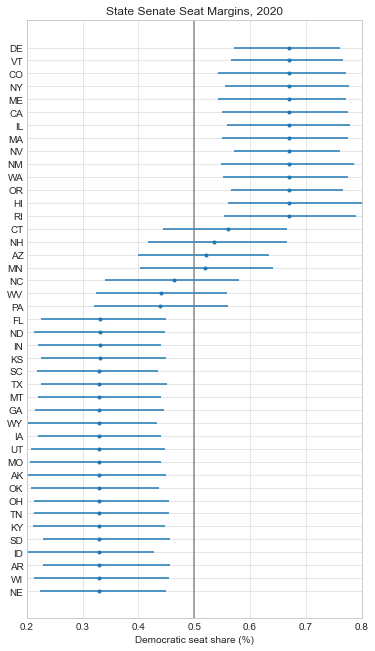 State Senate Seat Margins, 2020
DE
VT
CO
NY
ME
CA
IL
MA
NV
NM
WA
OR
HI
RI
CT
NH
AZ
MN
NC
WV
PA
FL
ND
IN
KS
SC
TX
MT
GA
WY
IA
UT
MO
AK
OK
OH
TN
KY
SD
ID
AR
WI
NE
0.2 0.3 0.4 0.5 0.6 0.7 0.8
Democratic seat share (%)